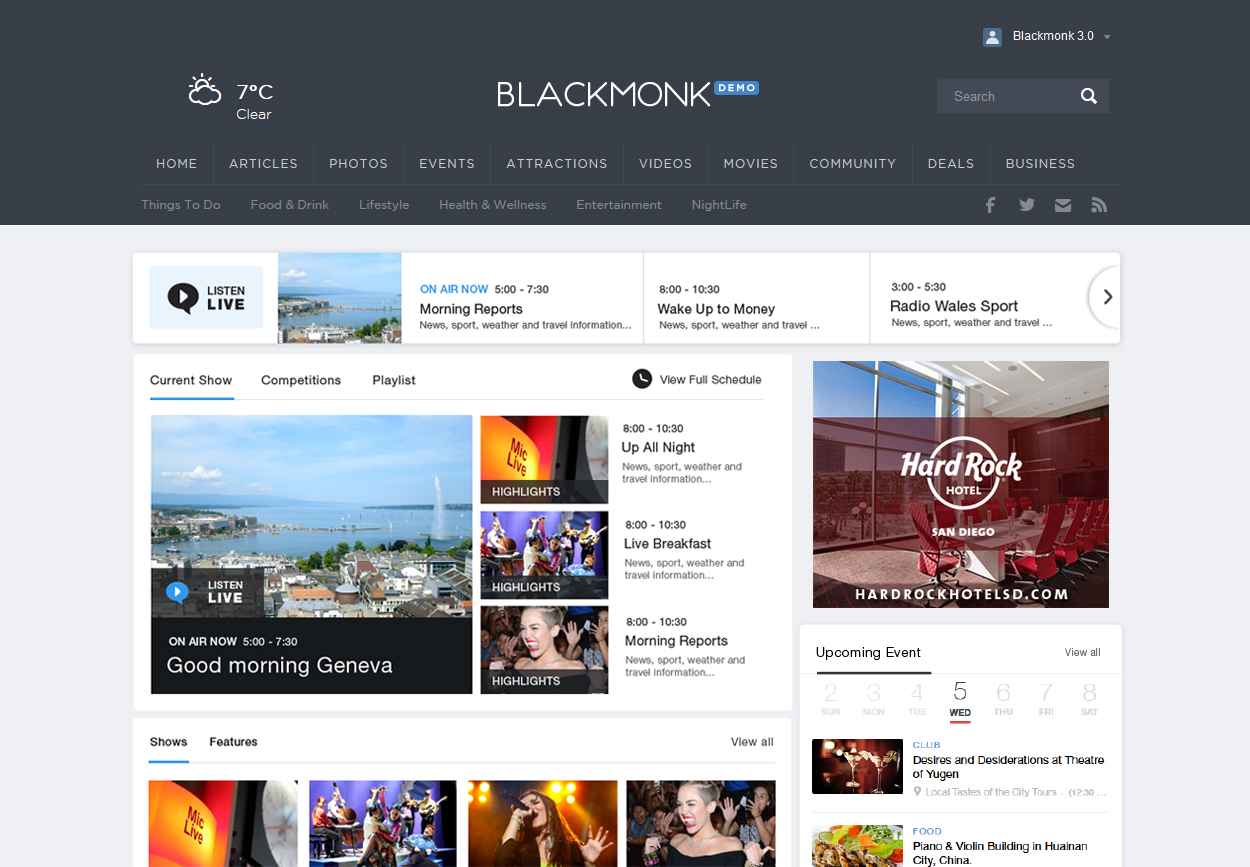 Blackmonk 3.0
7°C
Clear
BLACKMONK DEMO
Search
HOME ARTICLES PHOTOS EVENTS ATTRACTIONS VIDEOS MOVIES COMMUNITY DEALS BUSINESS
Things To Do Food & Drink Lifestyle Health & Wellness Entertainment NightLife
LISTEN
LIVE
ON AIR NOW 5:00 - 7:30
Morning Reports
News, sport, weather and travel information...
8:00 - 10:30
Wake Up to Money
News, sport, weather and travel ...
3:00 - 5:30
Radio Wales Sport
News, sport, weather and travel ...
Current Show Competitions Playlist View Full Schedule
LISTEN
LIVE
ON AIR NOW 5:00 - 7:30
Good morning Geneva
Mic
Live
HIGHLIGHTS
8:00 - 10:30
Up All Night
News, sport, weather and
travel information...
HIGHLIGHTS
8:00 - 10:30
Live Breakfast
News, sport, weather and
travel information...
HIGHLIGHTS
8:00 - 10:30
Morning Reports
News, sport, weather and
travel information...
Hard Rock
HOTEL
SAN DIEGO
HARDROCKHOTELSD.COM
Upcoming Event View all
2 3 4 5 6 7 8
SUN MON TUE WED THU FRI SAT
CLUB
Desires and Desiderations at Theatre
of Yugen
Local Tastes of the City Tours · (12:30 ...
FOOD
Piano & Violin Building in Huainan
City, China.
Shows Features View all
Mic
Live